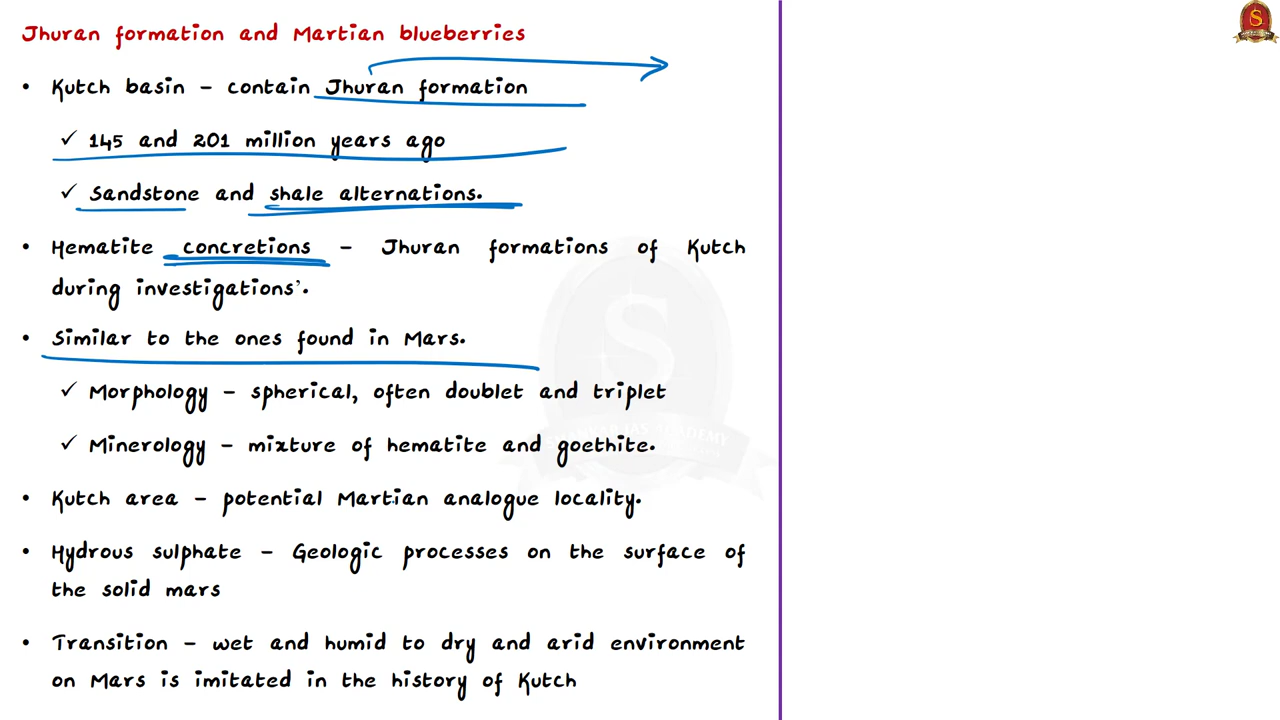 Jhuran formation and Martian blueberries
• Kutch basin – contain Jhuran formation
✓ 145 and 201 million years ago
✓ Sandstone and shale alternations.
• Hematite concretions – Jhuran formations of Kutch
during investigations’.
• Similar to the ones found in Mars.
✓ Morphology – spherical, often doublet and triplet
✓ Minerology – mixture of hematite and goethite.
• Kutch area – potential Martian analogue locality.
• Hydrous sulphate – Geologic processes on the surface of
the solid mars
• Transition – wet and humid to dry and arid environment
on Mars is imitated in the history of Kutch